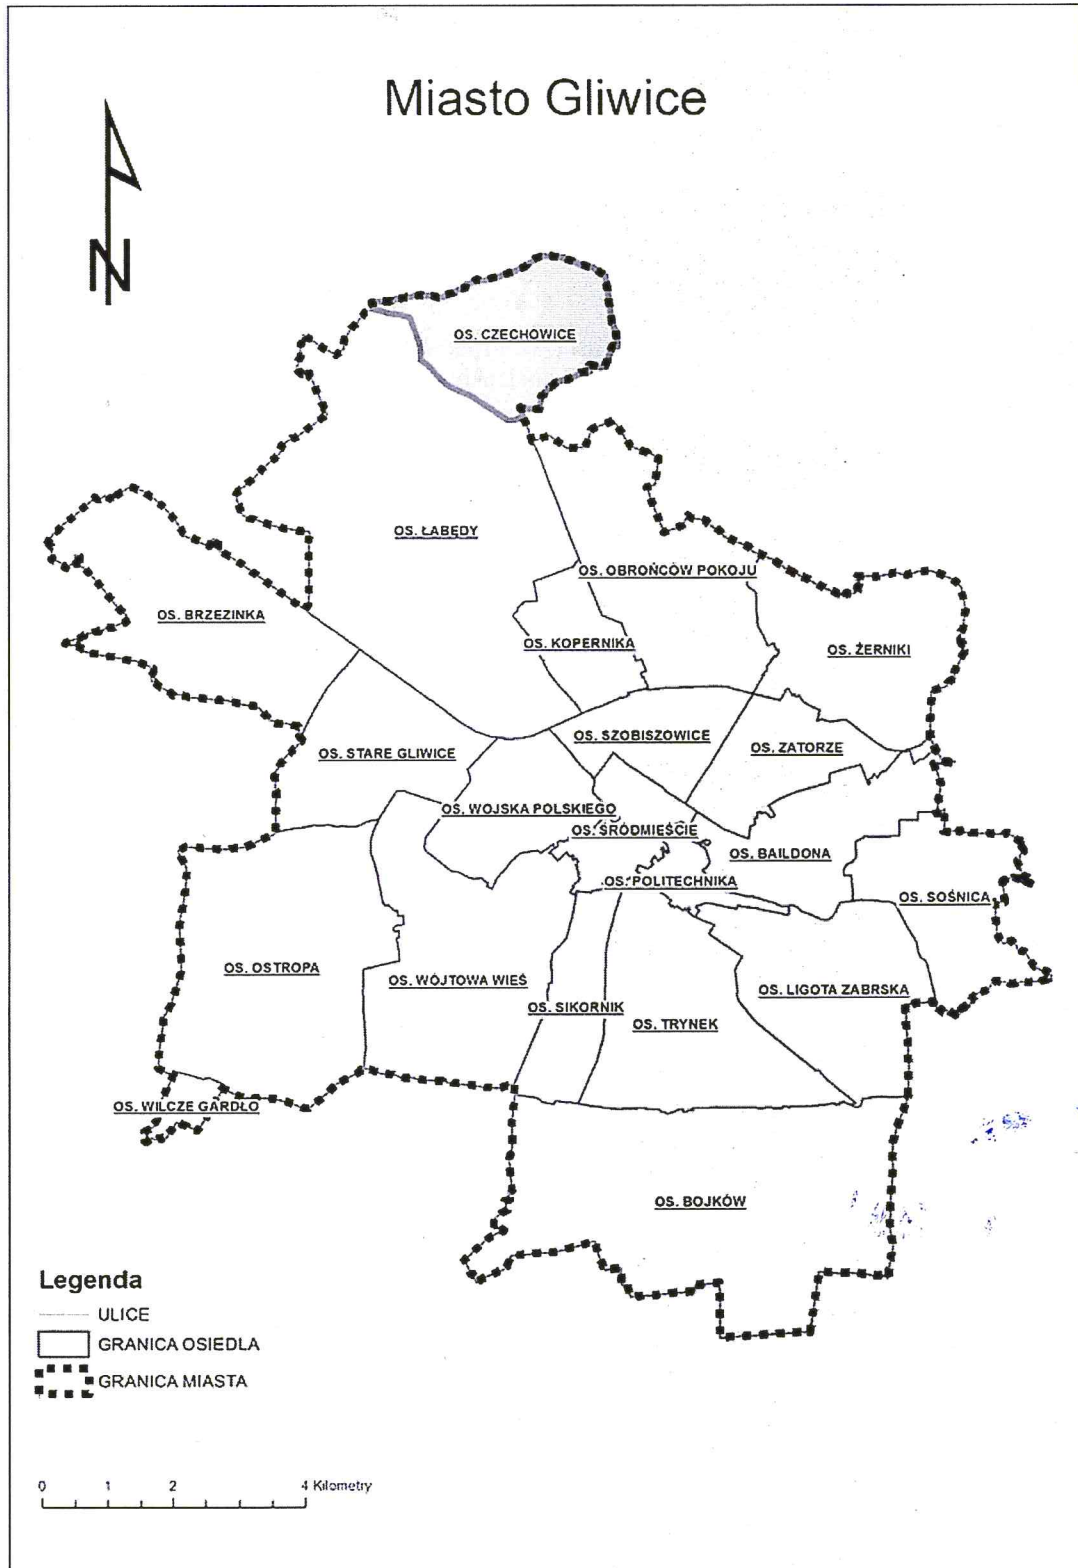 Miasto Gliwice
N
OS. CZECHOWICE
OS. ŁABĘDY
OS. OBROŃCÓW POKOJU
OS. BRZEZINKA
OS. KOPERNIKA
OS. ŻERNIKI
OS. STARE GLIWICE
OS. SZOBISZOWICE
OS. ZATORZE
OS. WOJSKA POLSKIEGO
OS. ŚRÓDMIEŚCIE
OS. BAILDONA
OS. POLITECHNIKA
OS. SOŚNICA
OS. OSTROPA
OS. WÓJTOWA WIEŚ
OS. SIKORNIK
OS. LIGOTA ZABRSKA
OS. TRYNEK
OS. WILCZE GARDŁO
OS. BOJKÓW
Legenda
ULICE
GRANICA OSIEDLA
GRANICA MIASTA
0 1 2 4 Kilometry